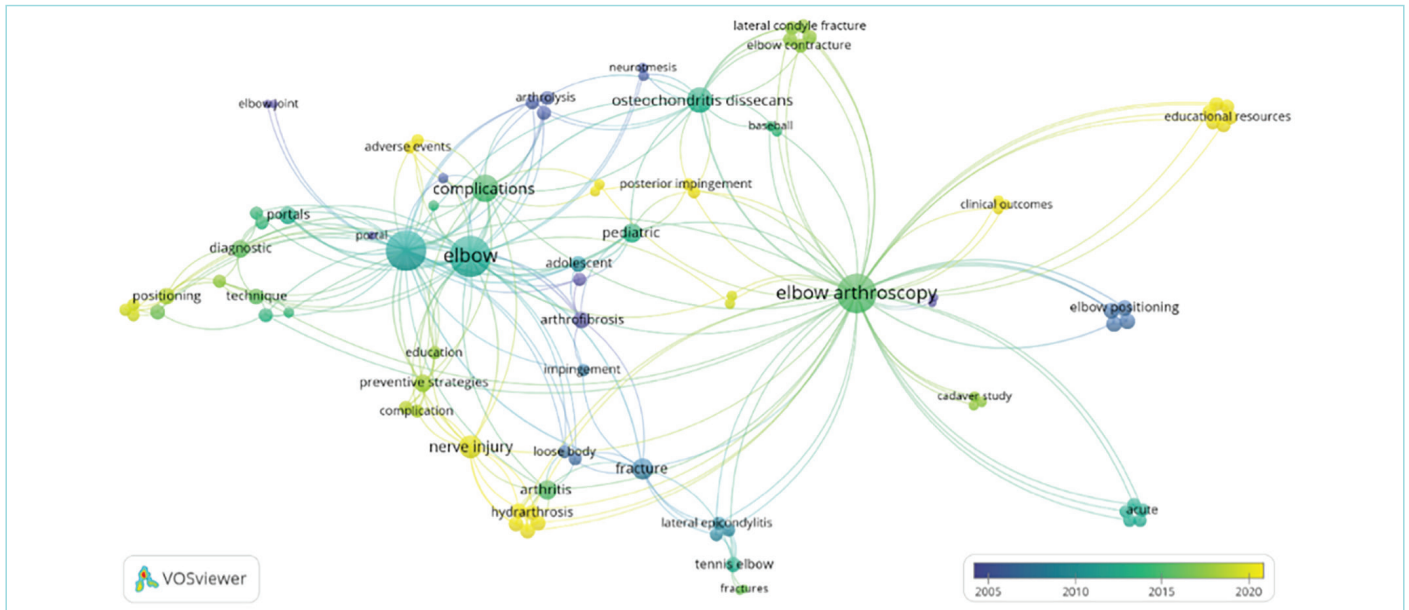 lateral condyle fracture
elbow contracture
neurotmesis
osteochondritis dissecans
arthrolysis
elbow joint
baseball
educational resources
adverse events
complications
posterior impingement
clinical outcomes
portals
portal
pediatric
diagnostic
elbow
adolescent
positioning
technique
elbow arthroscopy
elbow positioning
arthrofibrosis
education
impingement
preventive strategies
cadaver study
complication
nerve injury
loose body
fracture
arthritis
hydrarthrosis
acute
lateral epicondylitis
tennis elbow
fractures
VOSviewer
2005 2010 2015 2020